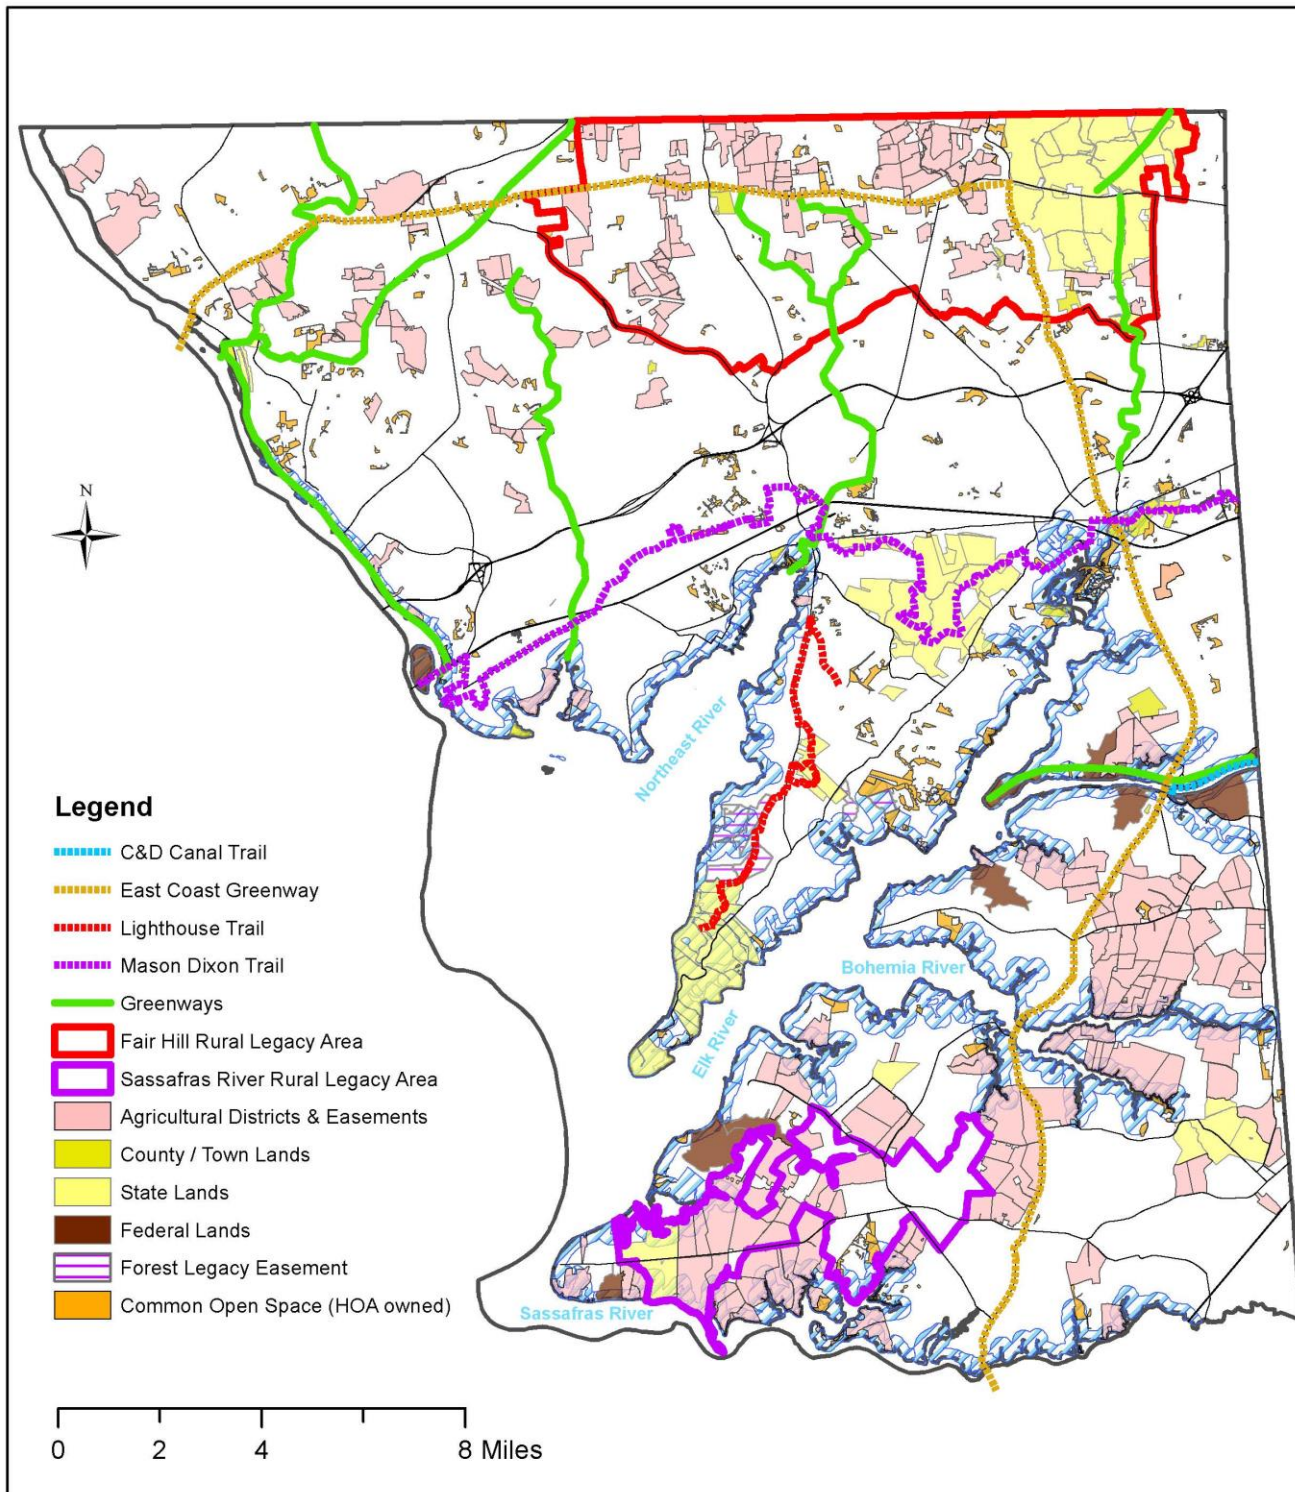 N
Northeast River
Bohemia River
Elk River
Sassafras River
Legend
C&D Canal Trail
East Coast Greenway
Lighthouse Trail
Mason Dixon Trail
Greenways
Fair Hill Rural Legacy Area
Sassafras River Rural Legacy Area
Agricultural Districts & Easements
County / Town Lands
State Lands
Federal Lands
Forest Legacy Easement
Common Open Space (HOA owned)
0 2 4 8 Miles